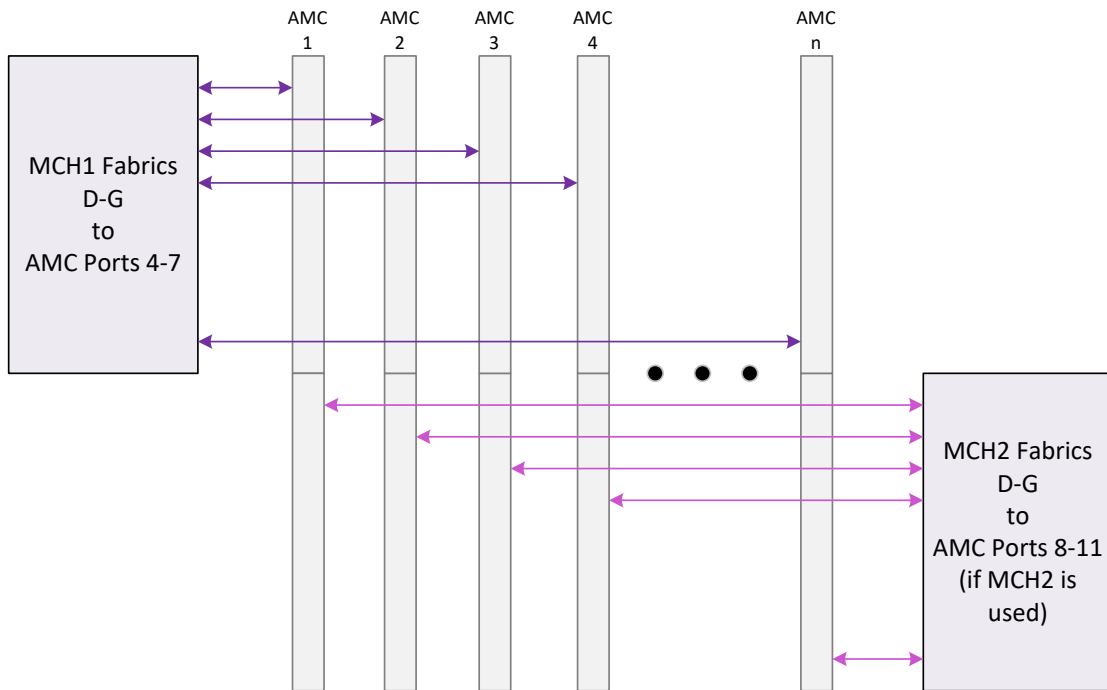 AMC
1
AMC
2
AMC
3
AMC
4
AMC
n
MCH1 Fabrics
D-G
to
AMC Ports 4-7
MCH2 Fabrics
D-G
to
AMC Ports 8-11
(if MCH2 is
used)